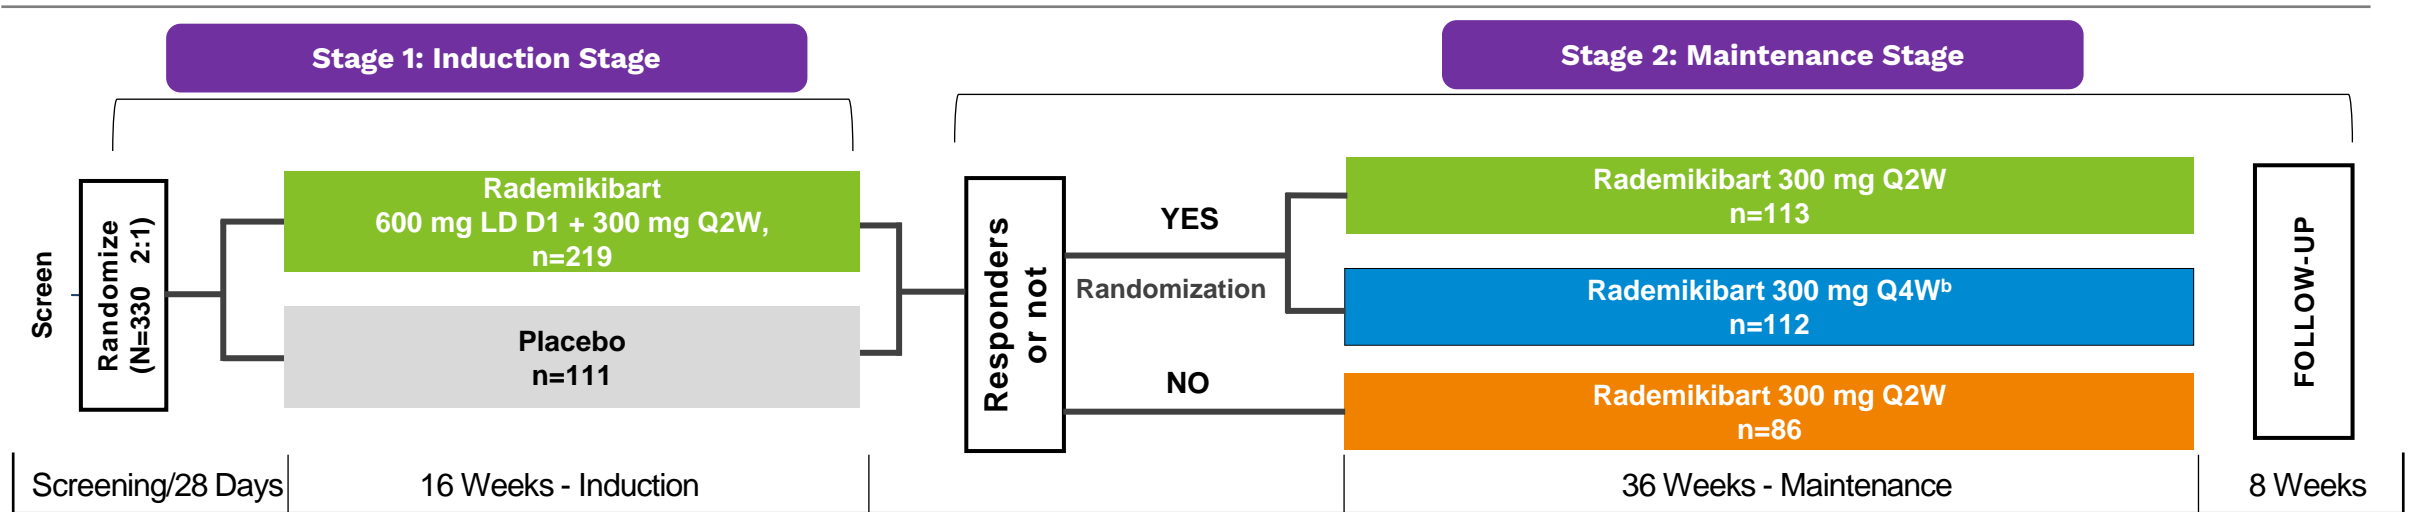 Stage 1: Induction Stage
Stage 2: Maintenance Stage
Screen
Randomize
(N=330 2:1)
Rademikibart
600 mg LD D1 + 300 mg Q2W,
n=219
Placebo
n=111
Responders
or not
YES
Randomization
NO
Rademikibart 300 mg Q2W
n=113
Rademikibart 300 mg Q4Wᵇ
n=112
Rademikibart 300 mg Q2W
n=86
FOLLOW-UP
Screening/28 Days
16 Weeks - Induction
36 Weeks - Maintenance
8 Weeks